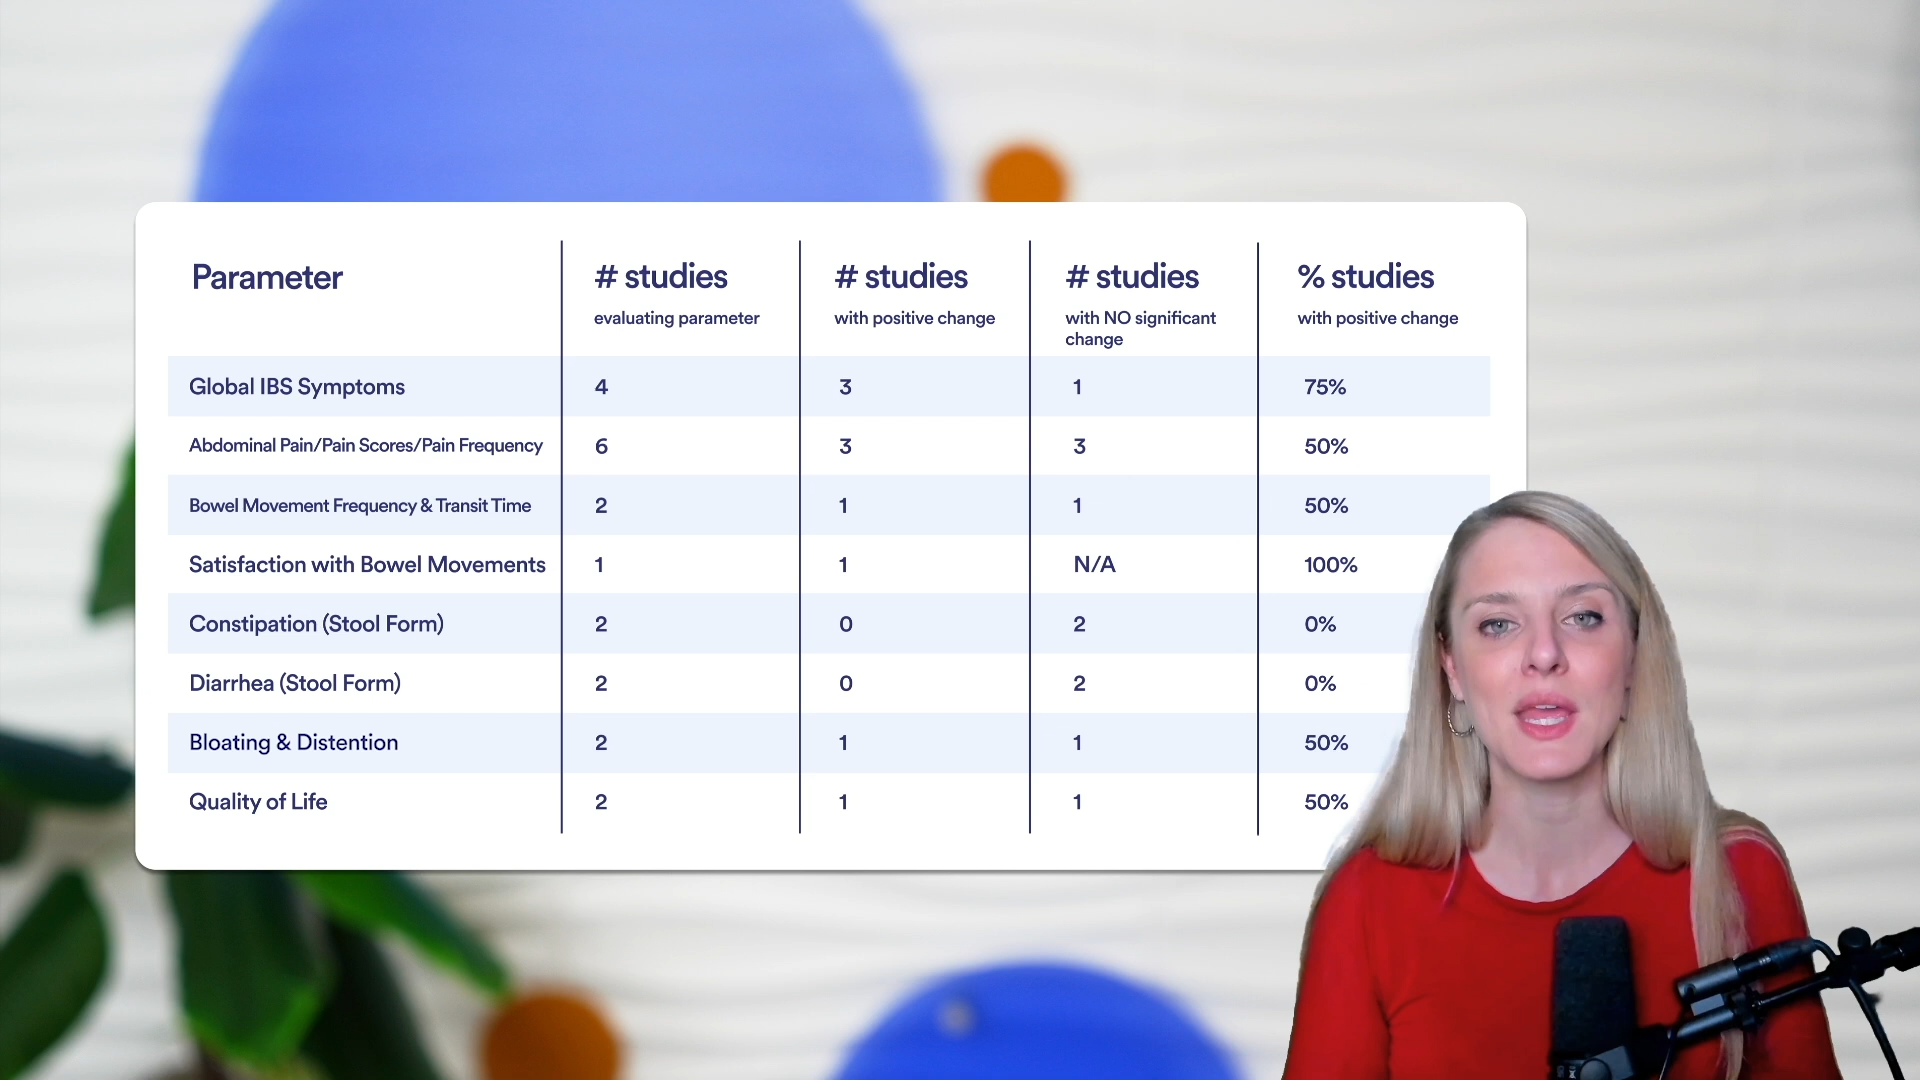 Parameter
# studies
evaluating parameter
# studies
with positive change
# studies
with NO significant
change
% studies
with positive change
Global IBS Symptoms 4 3 1 75%
Abdominal Pain/Pain Scores/Pain Frequency 6 3 3 50%
Bowel Movement Frequency & Transit Time 2 1 1 50%
Satisfaction with Bowel Movements 1 1 N/A 100%
Constipation (Stool Form) 2 0 2 0%
Diarrhea (Stool Form) 2 0 2 0%
Bloating & Distention 2 1 1 50%
Quality of Life 2 1 1 50%